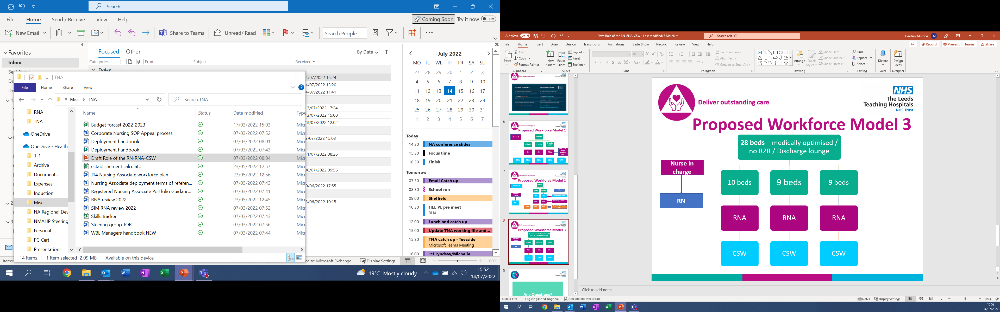 Search
File Home Send / Receive View Help
Coming Soon Try it now Off
New Email
Share to Teams
Unread/ Read
Search People
Favorites
Inbox
Focused Other
By Date
Categories From Subject Received
Today
4/07/2022 15:24
4/07/2022 13:20
4/07/2022 11:41
13/07/2022 17:24
13/07/2022 15:00
13/07/2022 12:02
2/07/2022 15:03
11/07/2022 08:26
06/07/2022 09:56
0/06/2022 17:55
3/06/2022 10:15
TNA
File Home Share View
Misc TNA
Search TNA
RNA
TNA
OneDrive
OneDrive - Health
1-1
Archive
Documents
Expenses
Induction
Misc
NA Regional Dev
NMAHP Steering
Personal
PG Cert
Presentations
Name Status Date modified Type
Budget forcast 2022-2023 17/03/2022 15:03 Micr
Corporate Nursing SOP Appeal process 07/03/2022 07:52 Micr
Deployment handbook 07/03/2022 08:01 Micr
Deployment handbook 07/03/2022 07:43 Micr
Draft Role of the RN-RNA-CSW 07/03/2022 08:04 Micr
establishement calculator 23/05/2022 12:57 Micr
J14 Nursing Associate workforce plan 23/05/2022 12:56 Micr
Nursing Associate deployment terms of referen... 07/03/2022 07:43 Micr
Registered Nursing Associate Portfolio Guidanc... 07/03/2022 07:41 Micr
RNA review 2022 23/05/2022 12:45 Micr
SIM RNA review 2022 07/03/2022 07:52 Micr
Skills tracker 07/03/2022 07:43 Micr
Steering group TOR 07/03/2022 07:56 Micr
WBL Managers handbook NEW 07/03/2022 07:44 Micr
14 items 1 item selected 2.09 MB Available on this device
July 2022
MO TU WE TH FR SA SU
27 28 29 30 1 2 3
4 5 6 7 8 9 10
11 12 13 14 15 16 17
18 19 20 21 22 23 24
25 26 27 28 29 30 31
1 2 3 4 5 6 7
Today
14:30 NA conference slides
15:30 Focus time
16:30 Finish
Tomorrow
07:30 Email Catch up
08:30 School run
09:00 Sheffield
10:30 HEE PL pre meet
BHA
12:00 Lunch and catch up
15:00 Update TNA working file and...
15:30 TNA catch up - Teesside
Microsoft Teams Meeting
16:00 1:1 Lyndsay/Michelle
Items:
ed to: Microsoft Exchange Display Settings 100%
19°C Mostly cloudy
15:52
14/07/2022
AutoSave On
Draft Role of the RN-RNA-CSW • Last Modified: 7 March
Search (Alt+Q)
Lyndsay Murden LM
File Home Insert Draw Design Transitions Animations Slide Show Record Review View Help
Record Present in Teams Share
Paste
Cut
Copy
Format Painter
Clipboard
New Slide
Reuse Slides
Layout
Reset
Section
Slides
18
Font
Text Direction
Align Text
Convert to SmartArt
Paragraph
Arrange
Quick Styles
Shape Fill
Shape Outline
Shape Effects
Drawing
Find
Replace
Select
Editing
Dictate
Voice
Design Ideas
Designer
Nursing associate Registered nurse
6
Proposed Workforce Model 1
7
Proposed Workforce Model 2
8
Proposed Workforce Model 3
9
Any Questions?
Deliver outstanding care
NHS
The Leeds
Teaching Hospitals
NHS Trust
Proposed Workforce Model 3
28 beds – medically optimised /
no R2R / Discharge lounge
Nurse in
charge
RN
10 beds 9 beds 9 beds
RNA RNA RNA
CSW CSW CSW
Click to add notes
Slide 8 of 9 English (United Kingdom) Accessibility: Investigate
Notes Display Settings 109%
15:52
14/07/2022